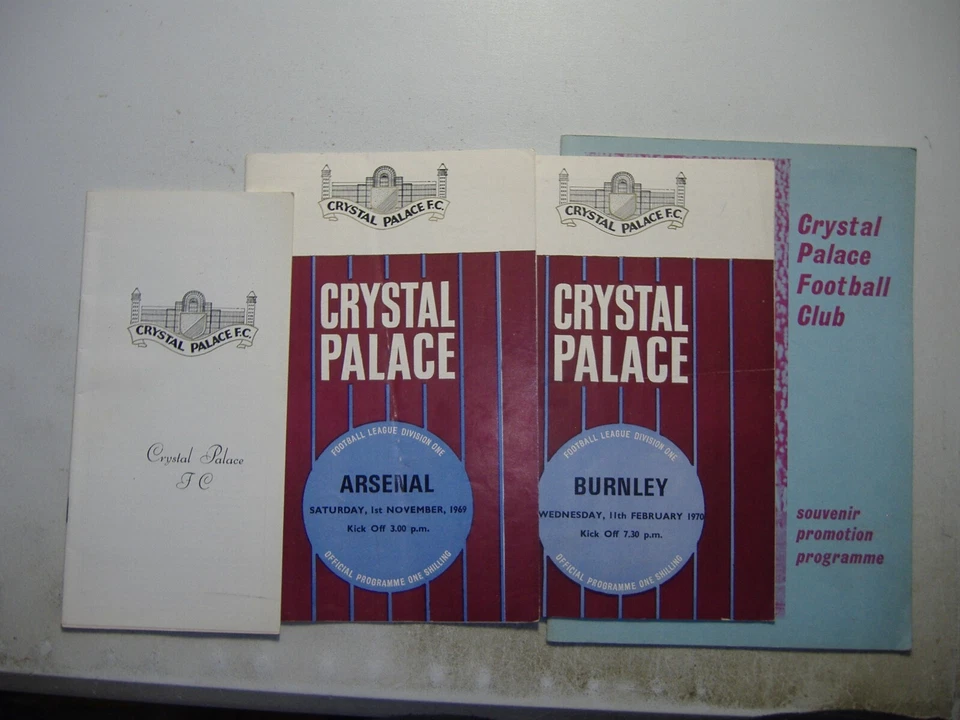 CRYSTAL PALACE F.C.
Crystal Palace
F C
CRYSTAL PALACE F.C.
CRYSTAL
PALACE
FOOTBALL LEAGUE DIVISION ONE
ARSENAL
SATURDAY, 1st NOVEMBER, 1969
Kick Off 3.00 p.m.
OFFICIAL PROGRAMME ONE SHILLING
CRYSTAL PALACE F.C.
CRYSTAL
PALACE
FOOTBALL LEAGUE DIVISION ONE
BURNLEY
WEDNESDAY, 11th FEBRUARY 1970
Kick Off 7.30 p.m.
OFFICIAL PROGRAMME ONE SHILLING
Crystal
Palace
Football
Club
souvenir
promotion
programme